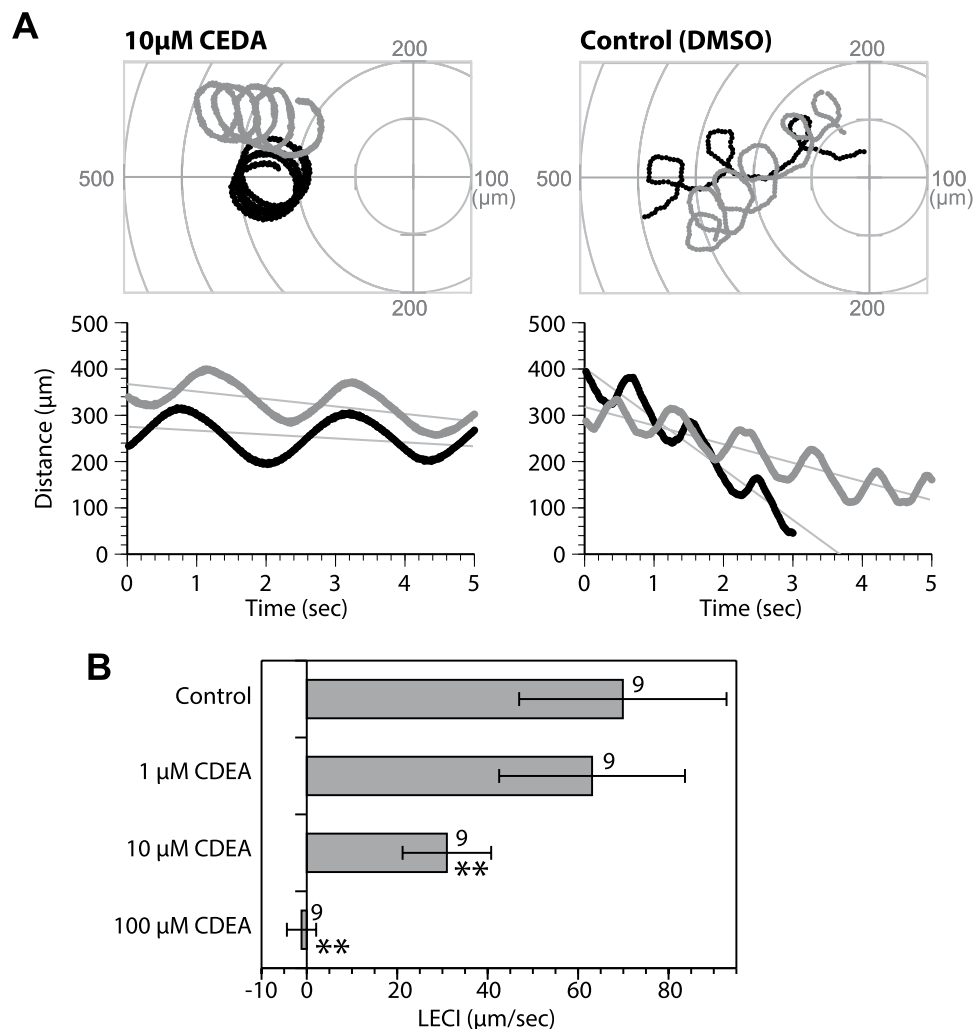 A
10µM CEDA
Control (DMSO)
200
200
500
100
(µm)
500
100
(µm)
200
200
Distance (µm)
500
400
300
200
100
0
0 1 2 3 4 5
Time (sec)
500
400
300
200
100
0
0 1 2 3 4 5
Time (sec)
B
Control
9
1 µM CDEA
9
10 µM CDEA
9
**
100 µM CDEA
9
**
-10 0 20 40 60 80
LECI (µm/sec)